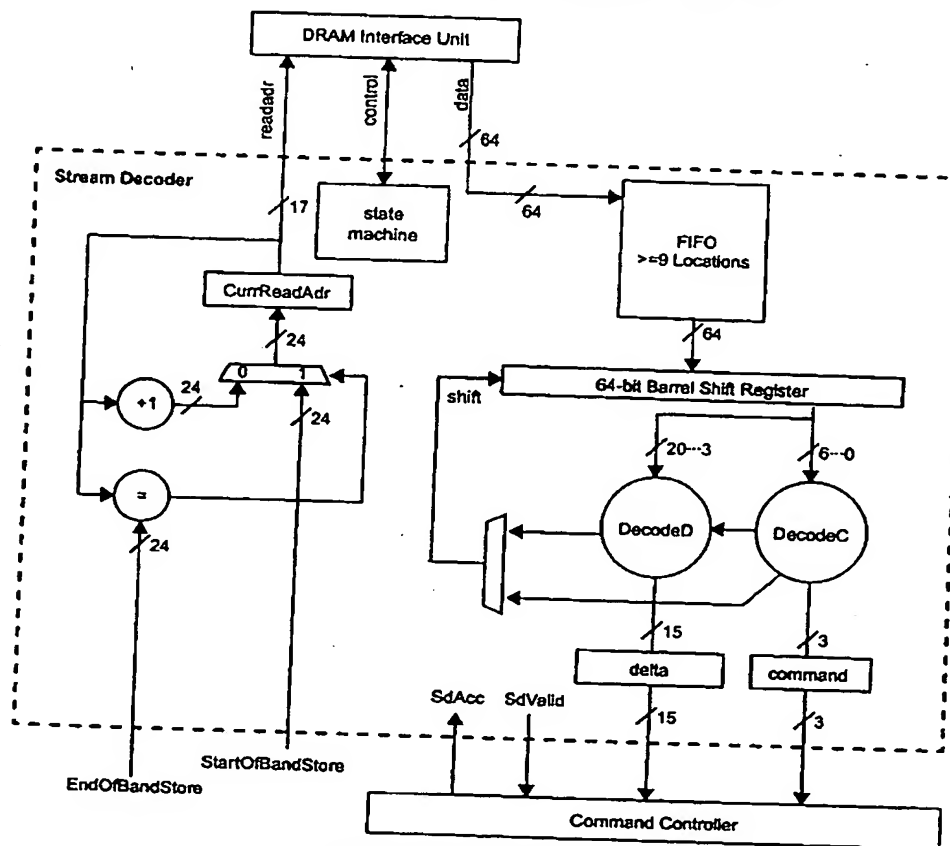 DRAM Interface Unit
readadr
control
data
64
Stream Decoder
17
state
machine
64
FIFO
>=9 Locations
CurrReadAdr
24
64
0 1
64-bit Barrel Shift Register
shift
24
+1
24
20---3
6---0
=
DecodeD
DecodeC
24
15
3
delta
command
SdAcc
SdValid
15
3
StartOfBandStore
EndOfBandStore
Command Controller